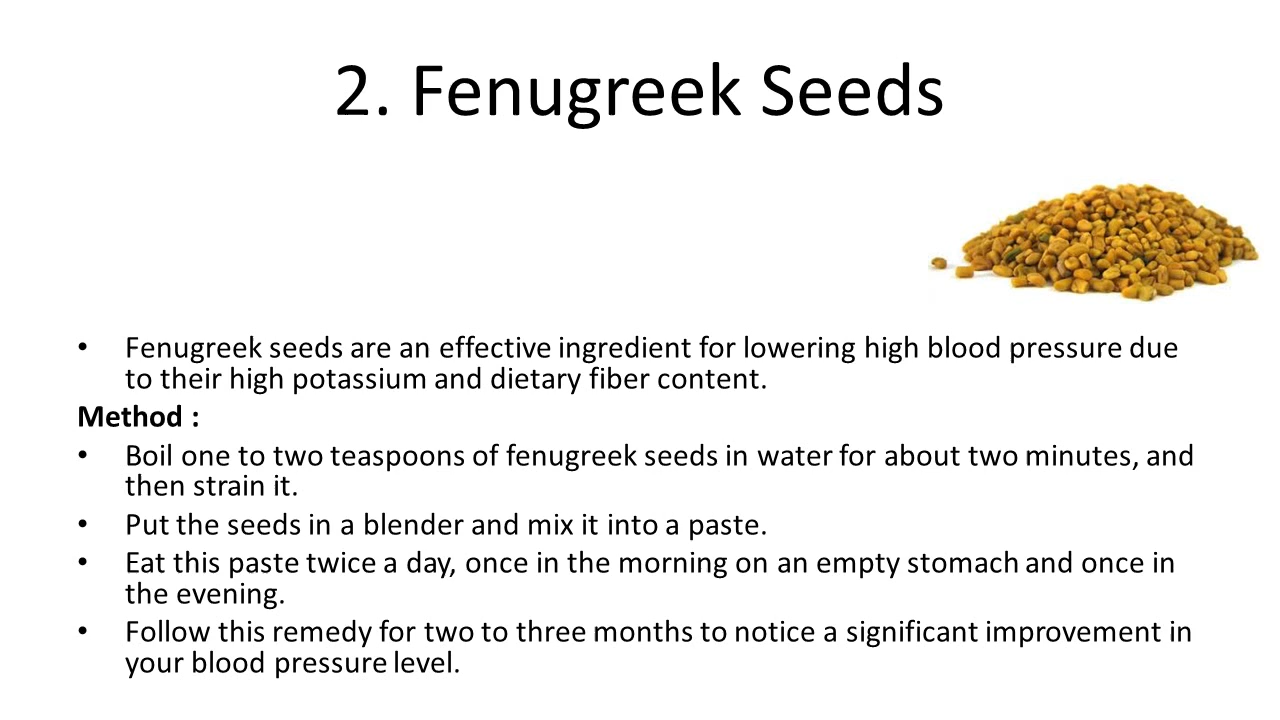 2. Fenugreek Seeds
• Fenugreek seeds are an effective ingredient for lowering high blood pressure due
to their high potassium and dietary fiber content.
Method :
• Boil one to two teaspoons of fenugreek seeds in water for about two minutes, and
then strain it.
• Put the seeds in a blender and mix it into a paste.
• Eat this paste twice a day, once in the morning on an empty stomach and once in
the evening.
• Follow this remedy for two to three months to notice a significant improvement in
your blood pressure level.